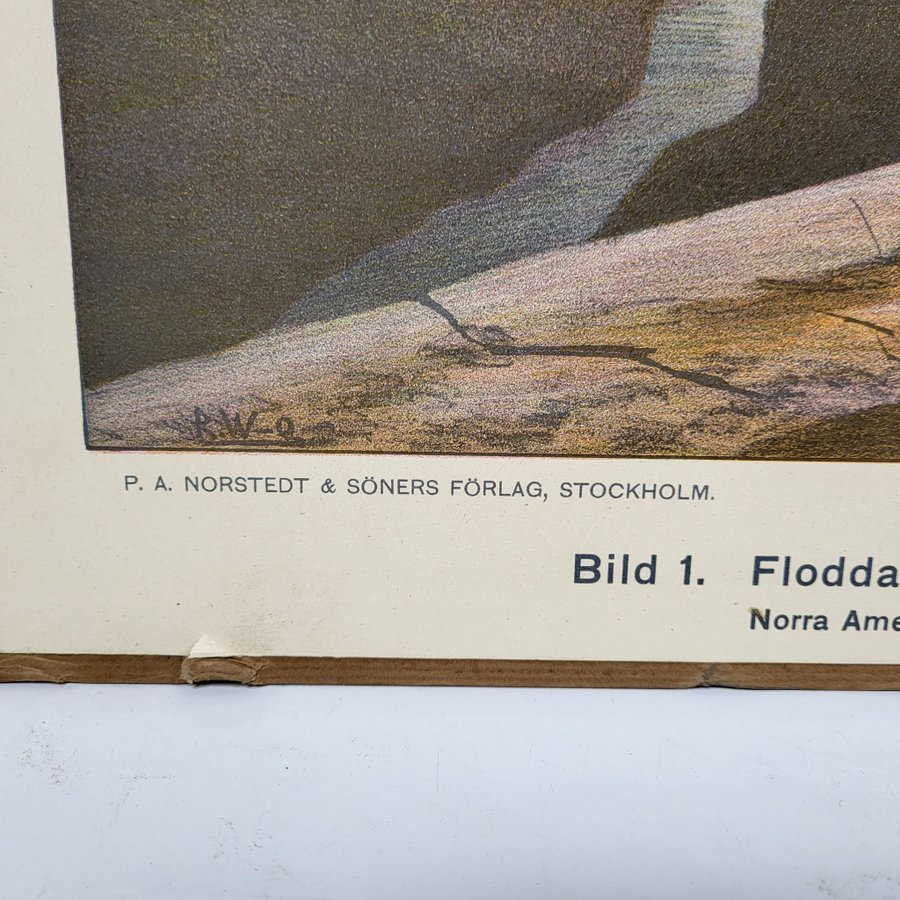 R.W-o
P. A. NORSTEDT & SÖNERS FÖRLAG, STOCKHOLM.
Bild 1. Flodda
Norra Ame